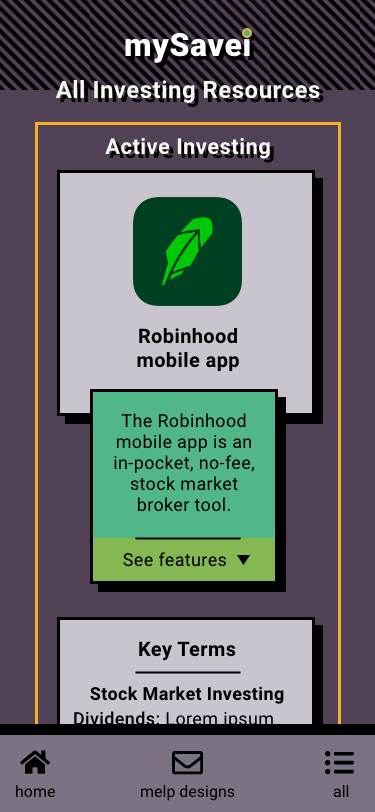 mySavei
All Investing Resources
Active Investing
Robinhood
mobile app
The Robinhood
mobile app is an
in-pocket, no-fee,
stock market
broker tool.
See features
Key Terms
Stock Market Investing
Dividends: Lorem ipsum
home
melp designs
all